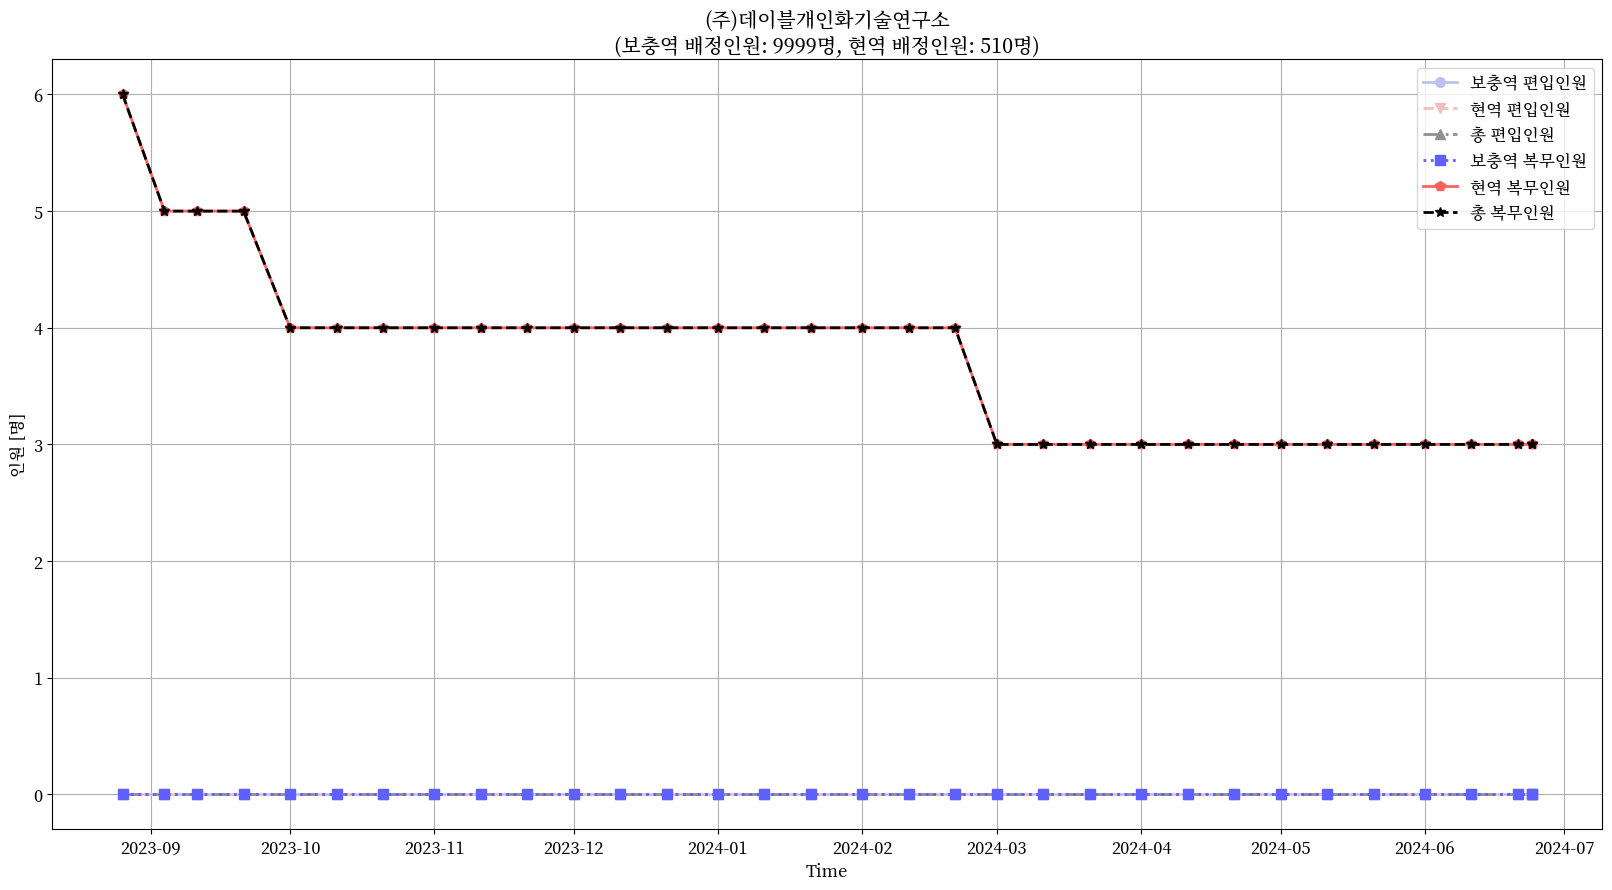 (주)데이블개인화기술연구소
(보충역 배정인원: 9999명, 현역 배정인원: 510명)
보충역 편입인원
현역 편입인원
총 편입인원
보충역 복무인원
현역 복무인원
총 복무인원
인원 [명]
6
5
4
3
2
1
0
2023-09
2023-10
2023-11
2023-12
2024-01
2024-02
2024-03
2024-04
2024-05
2024-06
2024-07
Time